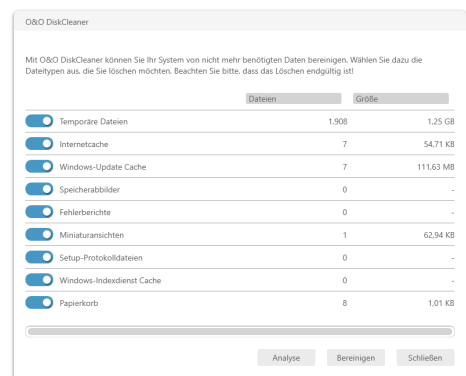 O&O DiskCleaner
Mit O&O DiskCleaner können Sie Ihr System von nicht mehr benötigten Daten bereinigen. Wählen Sie dazu die
Dateitypen aus, die Sie löschen möchten. Beachten Sie bitte, dass das Löschen endgültig ist!
Dateien Größe
Temporäre Dateien 1.908 1,25 GB
Internetcache 7 54,71 KB
Windows-Update Cache 7 111,63 MB
Speicherabbilder 0 -
Fehlerberichte 0 -
Miniaturansichten 1 62,94 KB
Setup-Protokolldateien 0 -
Windows-Indexdienst Cache 0 -
Papierkorb 8 1,01 KB
Analyse Bereinigen Schließen